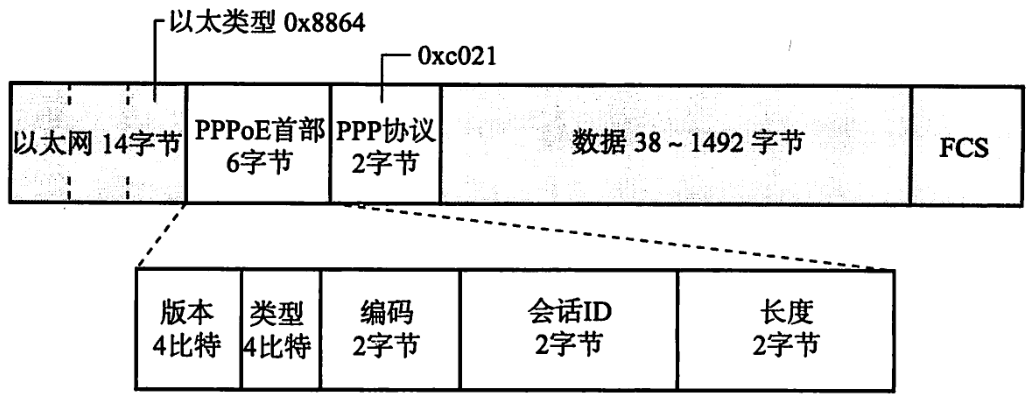 以太类型 0x8864
0xc021
以太网 14字节
PPPoE首部
6字节
PPP协议
2字节
数据 38 ~ 1492 字节
FCS
版本
4比特
类型
4比特
编码
2字节
会话ID
2字节
长度
2字节